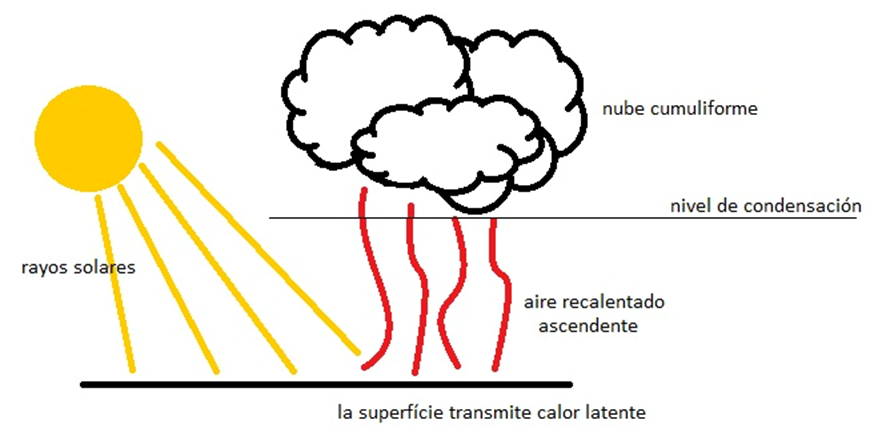 nube cumuliforme
nivel de condensación
rayos solares
aire recalentado
ascendente
la superfície transmite calor latente